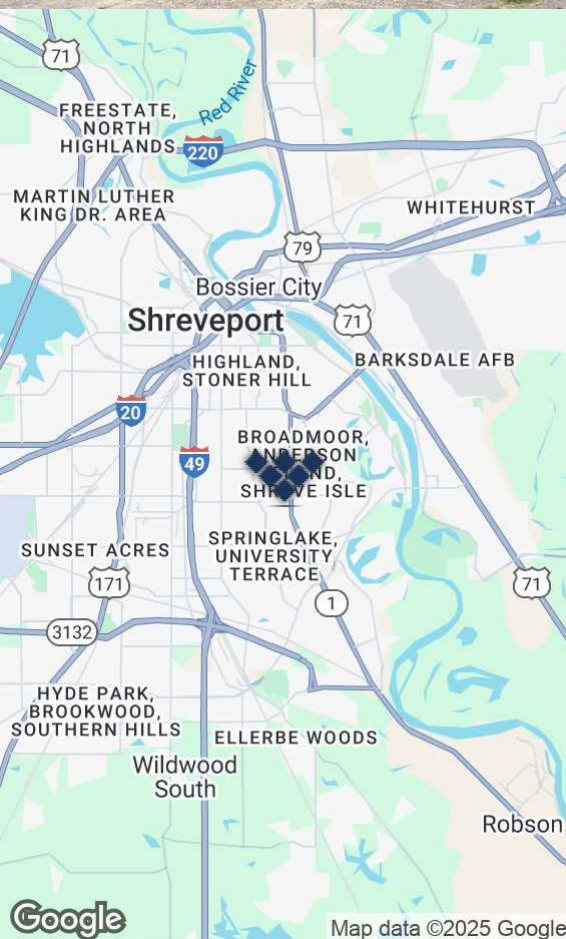 71
Red River
FREESTATE,
NORTH
HIGHLANDS
220
MARTIN LUTHER
KING DR. AREA
WHITEHURST
79
Bossier City
Shreveport
71
HIGHLAND,
STONER HILL
BARKSDALE AFB
20
BROADMOOR,
49
SHREVE ISLE
SUNSET ACRES
SPRINGLAKE,
UNIVERSITY
TERRACE
171
71
1
3132
HYDE PARK,
BROOKWOOD,
SOUTHERN HILLS
ELLERBE WOODS
Wildwood
South
Robson
Google
Map data ©2025 Google